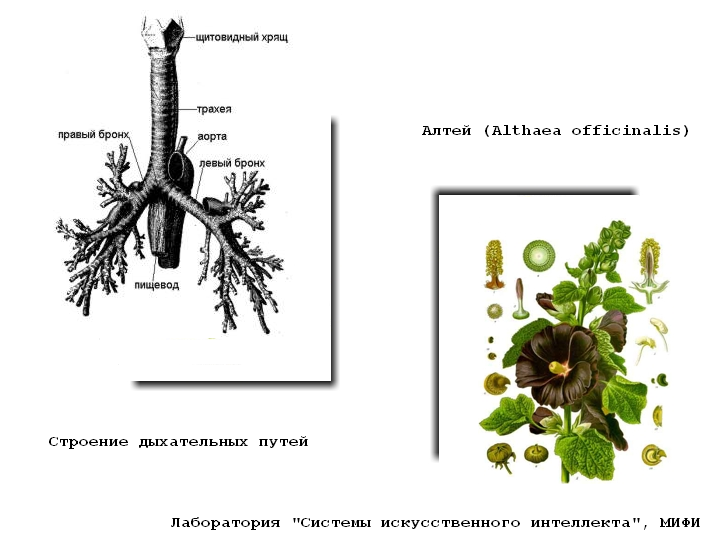 щитовидный хрящ
трахея
правый бронх
аорта
левый бронх
пищевод
Строение дыхательных путей
Алтей (Althaea officinalis)
Лаборатория "Системы искусственного интеллекта", МИФИ